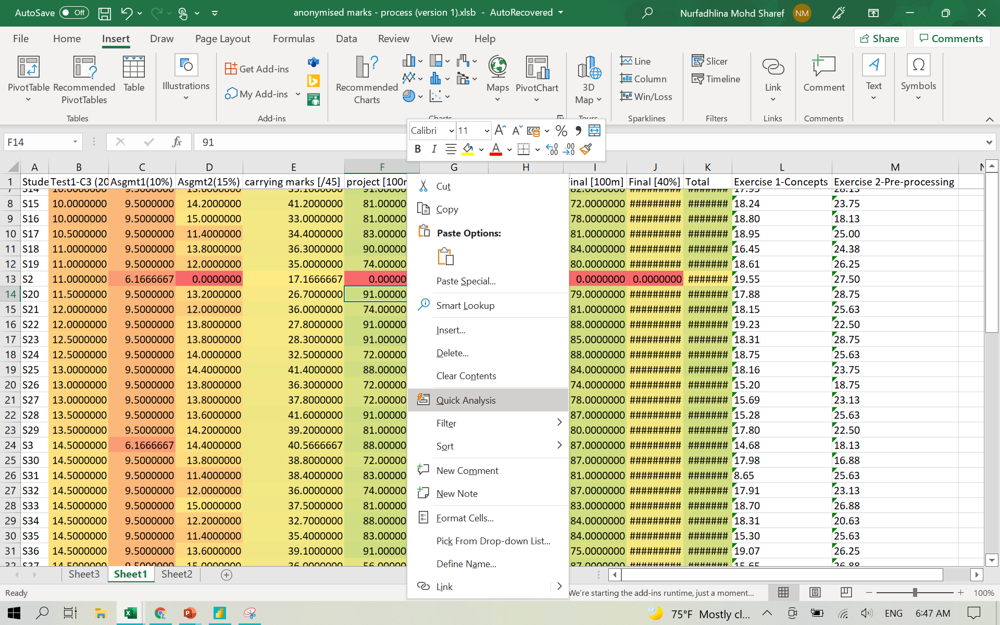 AutoSave Off anonymised marks - process (version 1).xlsb - AutoRecovered Nurfadhlina Mohd Sharef NM
File Home Insert Draw Page Layout Formulas Data Review View Help Share Comments
PivotTable Recommended PivotTables Table Illustrations Get Add-ins My Add-ins Recommended Charts Maps PivotChart 3D Map Line Column Win/Loss Slicer Timeline Link Comment Text Symbols
Tables Add-ins Charts Tours Sparklines Filters Links Comments
Calibri 11
F14 fx 91
B I A
A B C D E F G H I J K L M
1 Stude Test1-C3 (20 Asgmt1(10%) Asgmt2(15%) carrying marks [/45] project [100m inal [100m] Final [40%] Total Exercise 1-Concepts Exercise 2-Pre-processing
8 S15 10.0000000 9.5000000 14.2000000 41.2000000 81.00000 72.0000000 ######### ####### 18.24 23.75
9 S16 10.0000000 9.5000000 15.0000000 33.0000000 81.00000 78.0000000 ######### ####### 18.80 18.13
10 S17 10.5000000 9.5000000 11.4000000 34.4000000 83.00000 81.0000000 ######### ####### 18.95 25.00
11 S18 11.0000000 9.5000000 13.8000000 36.3000000 90.00000 84.0000000 ######### ####### 16.45 24.38
12 S19 11.0000000 9.5000000 12.0000000 35.0000000 74.00000 80.0000000 ######### ####### 18.61 26.25
13 S2 11.0000000 6.1666667 0.0000000 17.1666667 0.00000 0.0000000 0.0000000 ####### 19.55 27.50
14 S20 11.5000000 9.5000000 13.2000000 26.7000000 91.00000 79.0000000 ######### ####### 17.88 28.75
15 S21 12.0000000 9.5000000 12.0000000 36.0000000 74.00000 81.0000000 ######### ####### 18.15 25.63
16 S22 12.0000000 9.5000000 13.8000000 27.8000000 91.00000 88.0000000 ######### ####### 19.23 22.50
17 S23 12.5000000 9.5000000 13.8000000 28.3000000 91.00000 85.0000000 ######### ####### 18.31 28.75
18 S24 12.5000000 9.5000000 14.0000000 32.5000000 72.00000 88.0000000 ######### ####### 18.75 25.63
19 S25 13.0000000 9.5000000 14.4000000 41.4000000 88.00000 84.0000000 ######### ####### 18.16 23.75
20 S26 13.0000000 9.5000000 13.8000000 36.3000000 72.00000 74.0000000 ######### ####### 15.20 18.75
21 S27 13.0000000 9.5000000 13.8000000 37.8000000 72.00000 78.0000000 ######### ####### 15.69 23.13
22 S28 13.5000000 9.5000000 13.6000000 41.6000000 91.00000 87.0000000 ######### ####### 15.28 25.63
23 S29 13.5000000 9.5000000 14.2000000 39.2000000 81.00000 80.0000000 ######### ####### 17.80 22.50
24 S3 14.5000000 6.1666667 14.4000000 40.5666667 88.00000 87.0000000 ######### ####### 14.68 18.13
25 S30 14.5000000 9.5000000 13.8000000 38.8000000 72.00000 87.0000000 ######### ####### 17.98 16.88
26 S31 14.5000000 9.5000000 11.4000000 38.4000000 83.00000 81.0000000 ######### ####### 8.65 25.63
27 S32 14.5000000 9.5000000 12.0000000 36.0000000 74.00000 87.0000000 ######### ####### 17.91 23.13
28 S33 14.5000000 9.5000000 15.0000000 37.5000000 81.00000 83.0000000 ######### ####### 18.70 26.88
29 S34 14.5000000 9.5000000 12.2000000 32.7000000 88.00000 84.0000000 ######### ####### 18.31 20.63
30 S35 14.5000000 9.5000000 11.4000000 35.4000000 83.00000 84.0000000 ######### ####### 15.30 25.63
31 S36 14.5000000 9.5000000 13.6000000 39.1000000 91.00000 75.0000000 ######### ####### 19.07 26.25
Cut
Copy
Paste Options:
Paste Special...
Smart Lookup
Insert...
Delete...
Clear Contents
Quick Analysis
Filter
Sort
New Comment
New Note
Format Cells...
Pick From Drop-down List...
Define Name...
Link
Sheet3 Sheet1 Sheet2
Ready We're starting the add-ins runtime, just a moment... 100%
75°F Mostly cl... ENG 6:47 AM